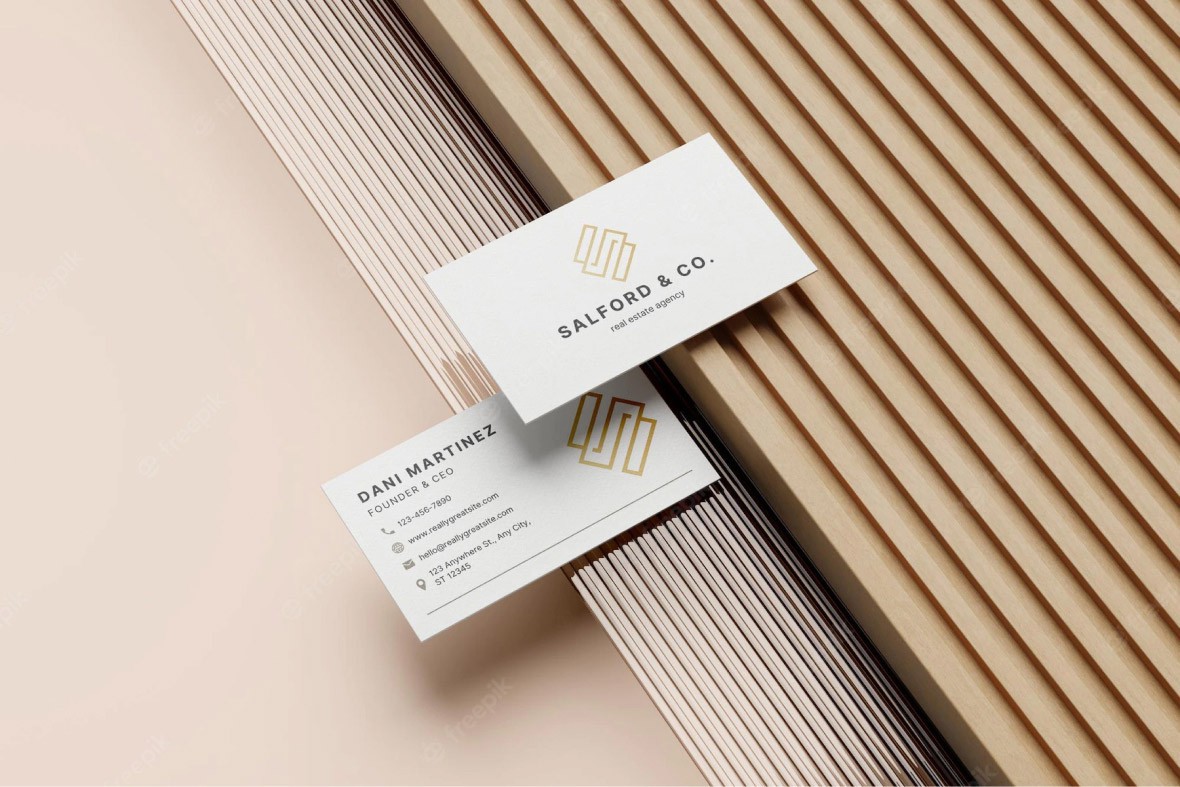 SALFORD & CO.
real estate agency
DANI MARTINEZ
FOUNDER & CEO
123-456-7890
www.reallygreatsite.com
hello@reallygreatsite.com
123 Anywhere St., Any City,
ST 12345
freepik